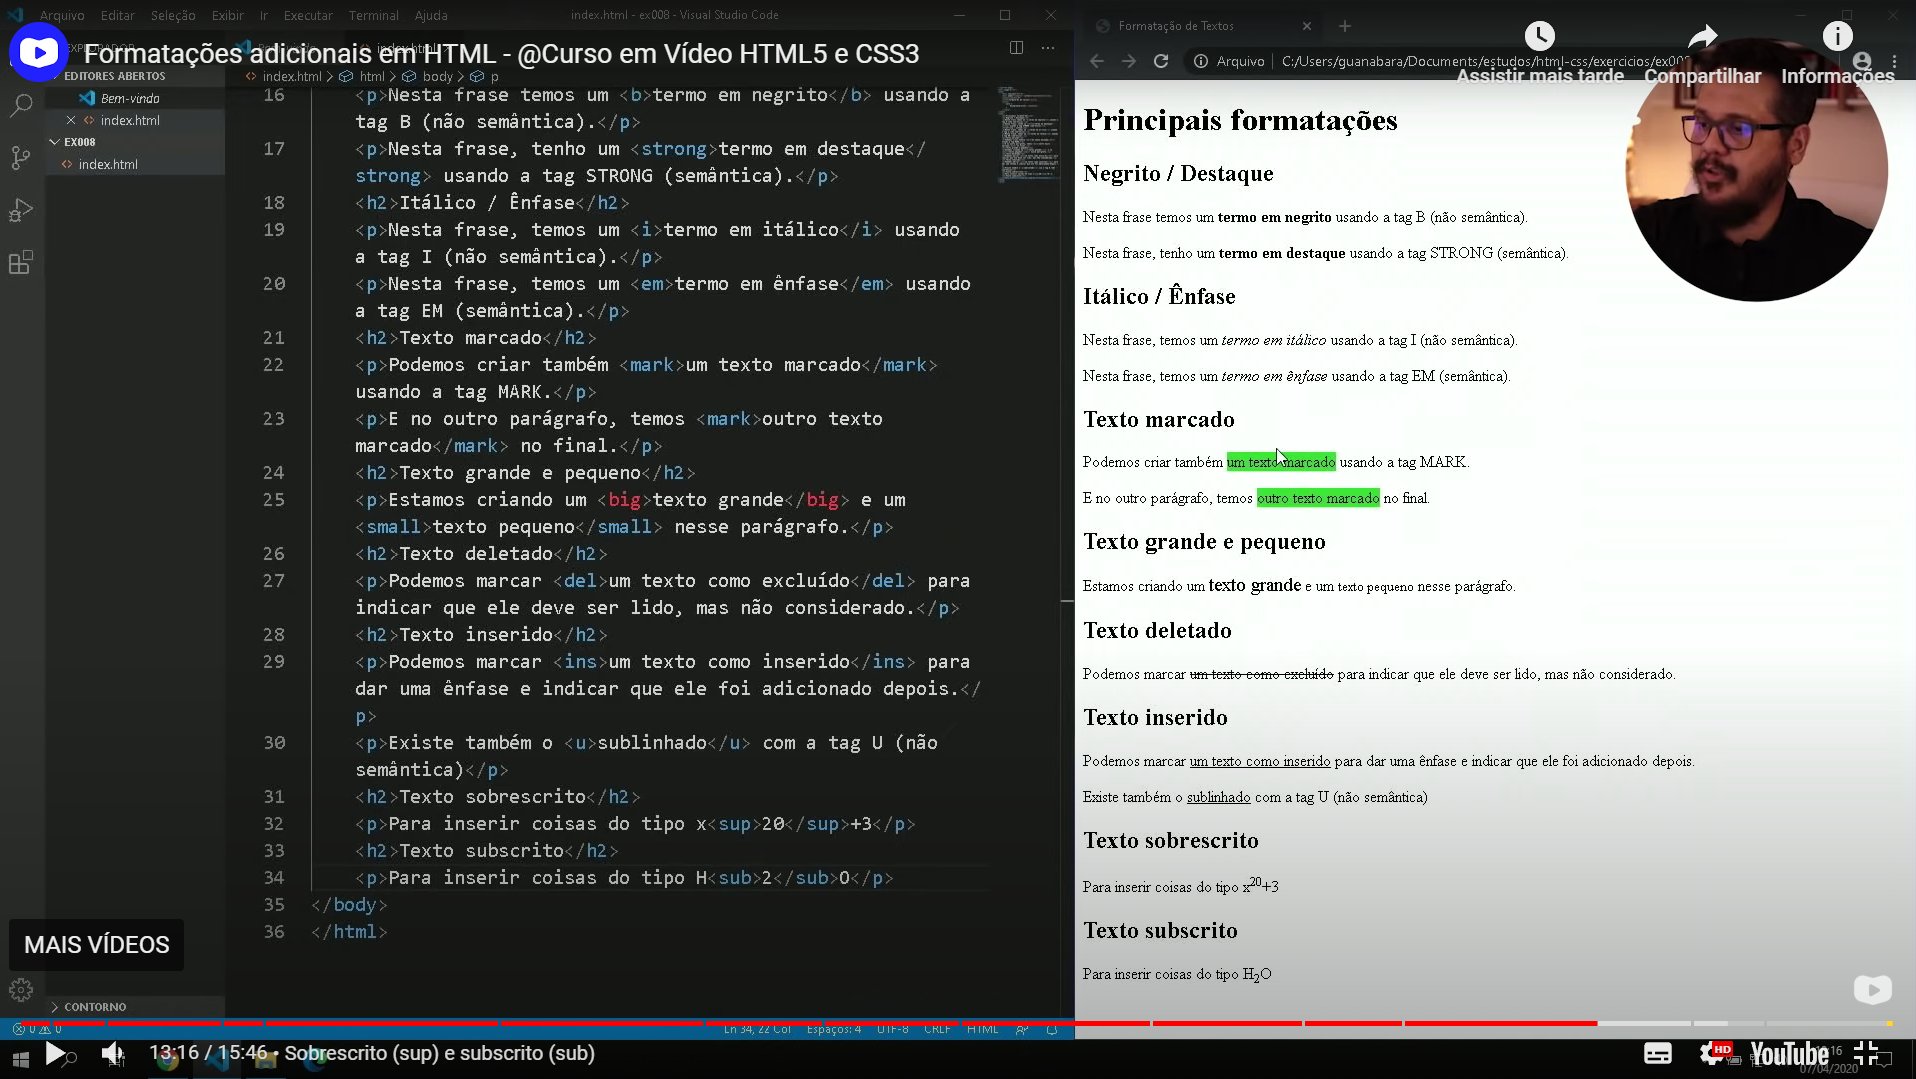 Arquivo Editar Seleção Exibir Ir Executar Terminal Ajuda
index.html - ex008 - Visual Studio Code
Formatações adicionais em HTML - @Curso em Vídeo HTML5 e CSS3
EDITORES ABERTOS
Bem-vindo
index.html
EX008
index.html
CONTORNO
index.html > html > body > p
16 <p>Nesta frase temos um <b>termo em negrito</b> usando a
tag B (não semântica).</p>
17 <p>Nesta frase, tenho um <strong>termo em destaque</
strong> usando a tag STRONG (semântica).</p>
18 <h2>Itálico / Ênfase</h2>
19 <p>Nesta frase, temos um <i>termo em itálico</i> usando
a tag I (não semântica).</p>
20 <p>Nesta frase, temos um <em>termo em ênfase</em> usando
a tag EM (semântica).</p>
21 <h2>Texto marcado</h2>
22 <p>Podemos criar também <mark>um texto marcado</mark>
usando a tag MARK.</p>
23 <p>E no outro parágrafo, temos <mark>outro texto
marcado</mark> no final.</p>
24 <h2>Texto grande e pequeno</h2>
25 <p>Estamos criando um <big>texto grande</big> e um
<small>texto pequeno</small> nesse parágrafo.</p>
26 <h2>Texto deletado</h2>
27 <p>Podemos marcar <del>um texto como excluído</del> para
indicar que ele deve ser lido, mas não considerado.</p>
28 <h2>Texto inserido</h2>
29 <p>Podemos marcar <ins>um texto como inserido</ins> para
dar uma ênfase e indicar que ele foi adicionado depois.</
p>
30 <p>Existe também o <u>sublinhado</u> com a tag U (não
semântica)</p>
31 <h2>Texto sobrescrito</h2>
32 <p>Para inserir coisas do tipo x<sup>20</sup>+3</p>
33 <h2>Texto subscrito</h2>
34 <p>Para inserir coisas do tipo H<sub>2</sub>O</p>
35 </body>
36 </html>
Formatação de Textos
Arquivo C:/Users/guanabara/Documents/estudos/html-css/exercicios/ex008
Assistir mais tarde Compartilhar Informações
Principais formatações
Negrito / Destaque
Nesta frase temos um termo em negrito usando a tag B (não semântica).
Nesta frase, tenho um termo em destaque usando a tag STRONG (semântica).
Itálico / Ênfase
Nesta frase, temos um termo em itálico usando a tag I (não semântica).
Nesta frase, temos um termo em ênfase usando a tag EM (semântica).
Texto marcado
Podemos criar também um texto marcado usando a tag MARK.
E no outro parágrafo, temos outro texto marcado no final.
Texto grande e pequeno
Estamos criando um texto grande e um texto pequeno nesse parágrafo.
Texto deletado
Podemos marcar um texto como excluído para indicar que ele deve ser lido, mas não considerado.
Texto inserido
Podemos marcar um texto como inserido para dar uma ênfase e indicar que ele foi adicionado depois.
Existe também o sublinhado com a tag U (não semântica)
Texto sobrescrito
Para inserir coisas do tipo x20+3
Texto subscrito
Para inserir coisas do tipo H2O
MAIS VÍDEOS
0 0
Ln 34, 22 Col Espaços: 4 UTF-8 CRLF HTML
13:16 / 15:46 • Sobrescrito (sup) e subscrito (sub)
HD
YouTube
07/04/2020